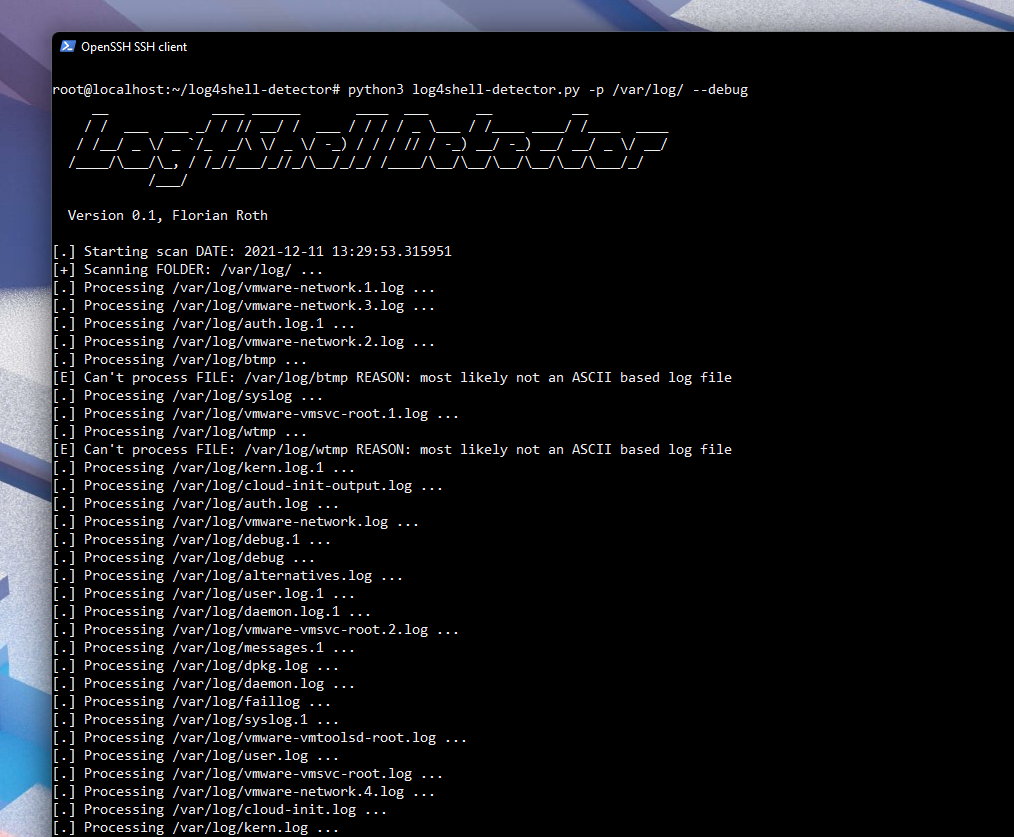 OpenSSH SSH client
root@localhost:~/log4shell-detector# python3 log4shell-detector.py -p /var/log/ --debug
Log4ShellDetector
Version 0.1, Florian Roth
[.] Starting scan DATE: 2021-12-11 13:29:53.315951
[+] Scanning FOLDER: /var/log/ ...
[.] Processing /var/log/vmware-network.1.log ...
[.] Processing /var/log/vmware-network.3.log ...
[.] Processing /var/log/auth.log.1 ...
[.] Processing /var/log/vmware-network.2.log ...
[.] Processing /var/log/btmp ...
[E] Can't process FILE: /var/log/btmp REASON: most likely not an ASCII based log file
[.] Processing /var/log/syslog ...
[.] Processing /var/log/vmware-vmsvc-root.1.log ...
[.] Processing /var/log/wtmp ...
[E] Can't process FILE: /var/log/wtmp REASON: most likely not an ASCII based log file
[.] Processing /var/log/kern.log.1 ...
[.] Processing /var/log/cloud-init-output.log ...
[.] Processing /var/log/auth.log ...
[.] Processing /var/log/vmware-network.log ...
[.] Processing /var/log/debug.1 ...
[.] Processing /var/log/debug ...
[.] Processing /var/log/alternatives.log ...
[.] Processing /var/log/user.log.1 ...
[.] Processing /var/log/daemon.log.1 ...
[.] Processing /var/log/vmware-vmsvc-root.2.log ...
[.] Processing /var/log/messages.1 ...
[.] Processing /var/log/dpkg.log ...
[.] Processing /var/log/daemon.log ...
[.] Processing /var/log/faillog ...
[.] Processing /var/log/syslog.1 ...
[.] Processing /var/log/vmware-vmtoolsd-root.log ...
[.] Processing /var/log/user.log ...
[.] Processing /var/log/vmware-vmsvc-root.log ...
[.] Processing /var/log/vmware-network.4.log ...
[.] Processing /var/log/cloud-init.log ...
[.] Processing /var/log/kern.log ...